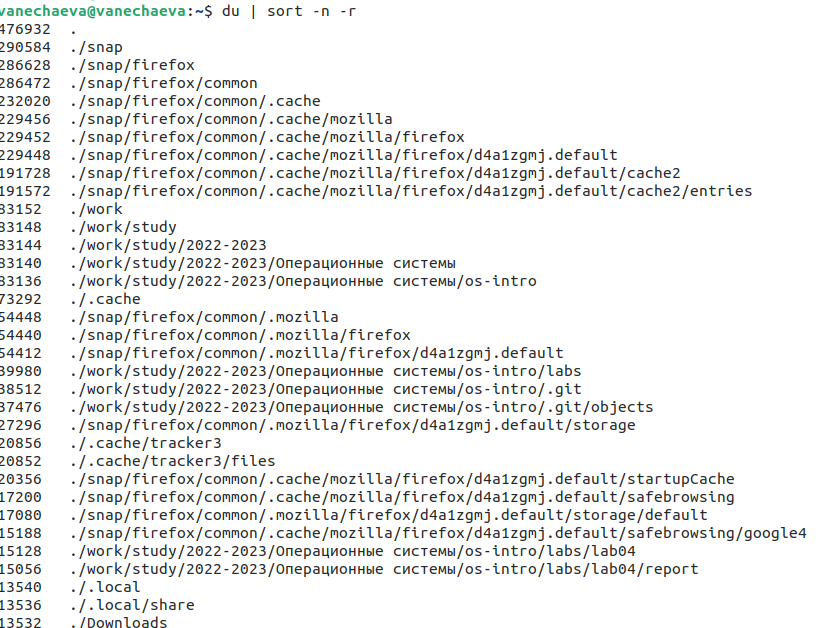 vanechaeva@vanechaeva:~$ du | sort -n -r
476932 .
290584 ./snap
286628 ./snap/firefox
286472 ./snap/firefox/common
232020 ./snap/firefox/common/.cache
229456 ./snap/firefox/common/.cache/mozilla
229452 ./snap/firefox/common/.cache/mozilla/firefox
229448 ./snap/firefox/common/.cache/mozilla/firefox/d4a1zgmj.default
191728 ./snap/firefox/common/.cache/mozilla/firefox/d4a1zgmj.default/cache2
191572 ./snap/firefox/common/.cache/mozilla/firefox/d4a1zgmj.default/cache2/entries
83152 ./work
83148 ./work/study
83144 ./work/study/2022-2023
83140 ./work/study/2022-2023/Операционные системы
83136 ./work/study/2022-2023/Операционные системы/os-intro
73292 ./.cache
54448 ./snap/firefox/common/.mozilla
54440 ./snap/firefox/common/.mozilla/firefox
54412 ./snap/firefox/common/.mozilla/firefox/d4a1zgmj.default
39980 ./work/study/2022-2023/Операционные системы/os-intro/labs
38512 ./work/study/2022-2023/Операционные системы/os-intro/.git
37476 ./work/study/2022-2023/Операционные системы/os-intro/.git/objects
27296 ./snap/firefox/common/.mozilla/firefox/d4a1zgmj.default/storage
20856 ./.cache/tracker3
20852 ./.cache/tracker3/files
20356 ./snap/firefox/common/.cache/mozilla/firefox/d4a1zgmj.default/startupCache
17200 ./snap/firefox/common/.cache/mozilla/firefox/d4a1zgmj.default/safebrowsing
17080 ./snap/firefox/common/.mozilla/firefox/d4a1zgmj.default/storage/default
15188 ./snap/firefox/common/.cache/mozilla/firefox/d4a1zgmj.default/safebrowsing/google4
15128 ./work/study/2022-2023/Операционные системы/os-intro/labs/lab04
15056 ./work/study/2022-2023/Операционные системы/os-intro/labs/lab04/report
13540 ./.local
13536 ./.local/share
13532 ./Downloads